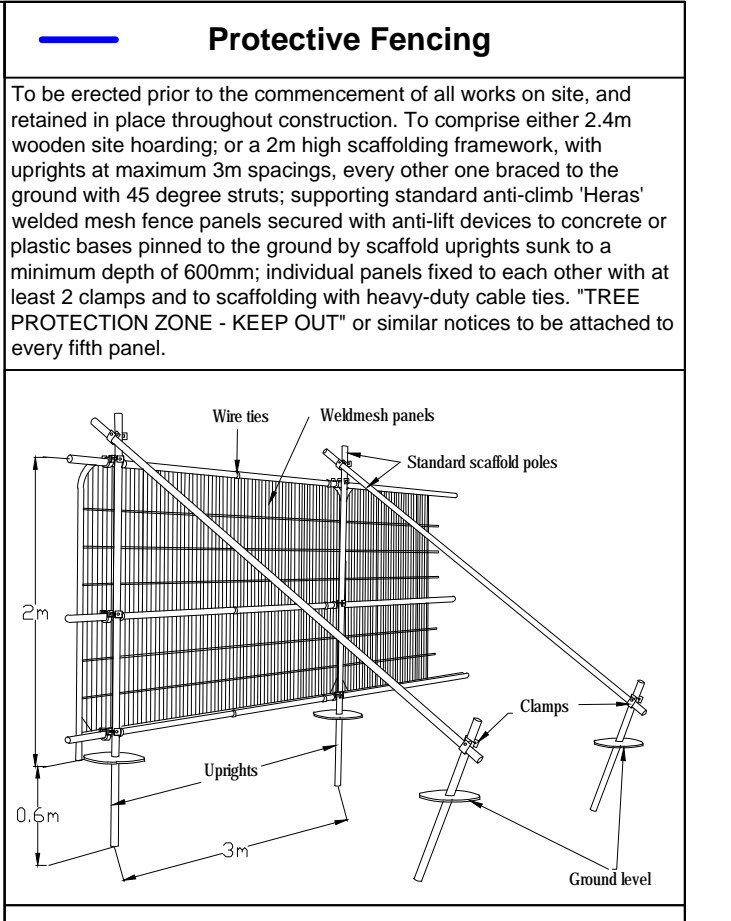 Protective Fencing
To be erected prior to the commencement of all works on site, and
retained in place throughout construction. To comprise either 2.4m
wooden site hoarding; or a 2m high scaffolding framework, with
uprights at maximum 3m spacings, every other one braced to the
ground with 45 degree struts; supporting standard anti-climb 'Heras'
welded mesh fence panels secured with anti-lift devices to concrete or
plastic bases pinned to the ground by scaffold uprights sunk to a
minimum depth of 600mm; individual panels fixed to each other with at
least 2 clamps and to scaffolding with heavy-duty cable ties. "TREE
PROTECTION ZONE - KEEP OUT" or similar notices to be attached to
every fifth panel.
Wire ties
Weldmesh panels
Standard scaffold poles
2m
Clamps
Uprights
0.6m
3m
Ground level